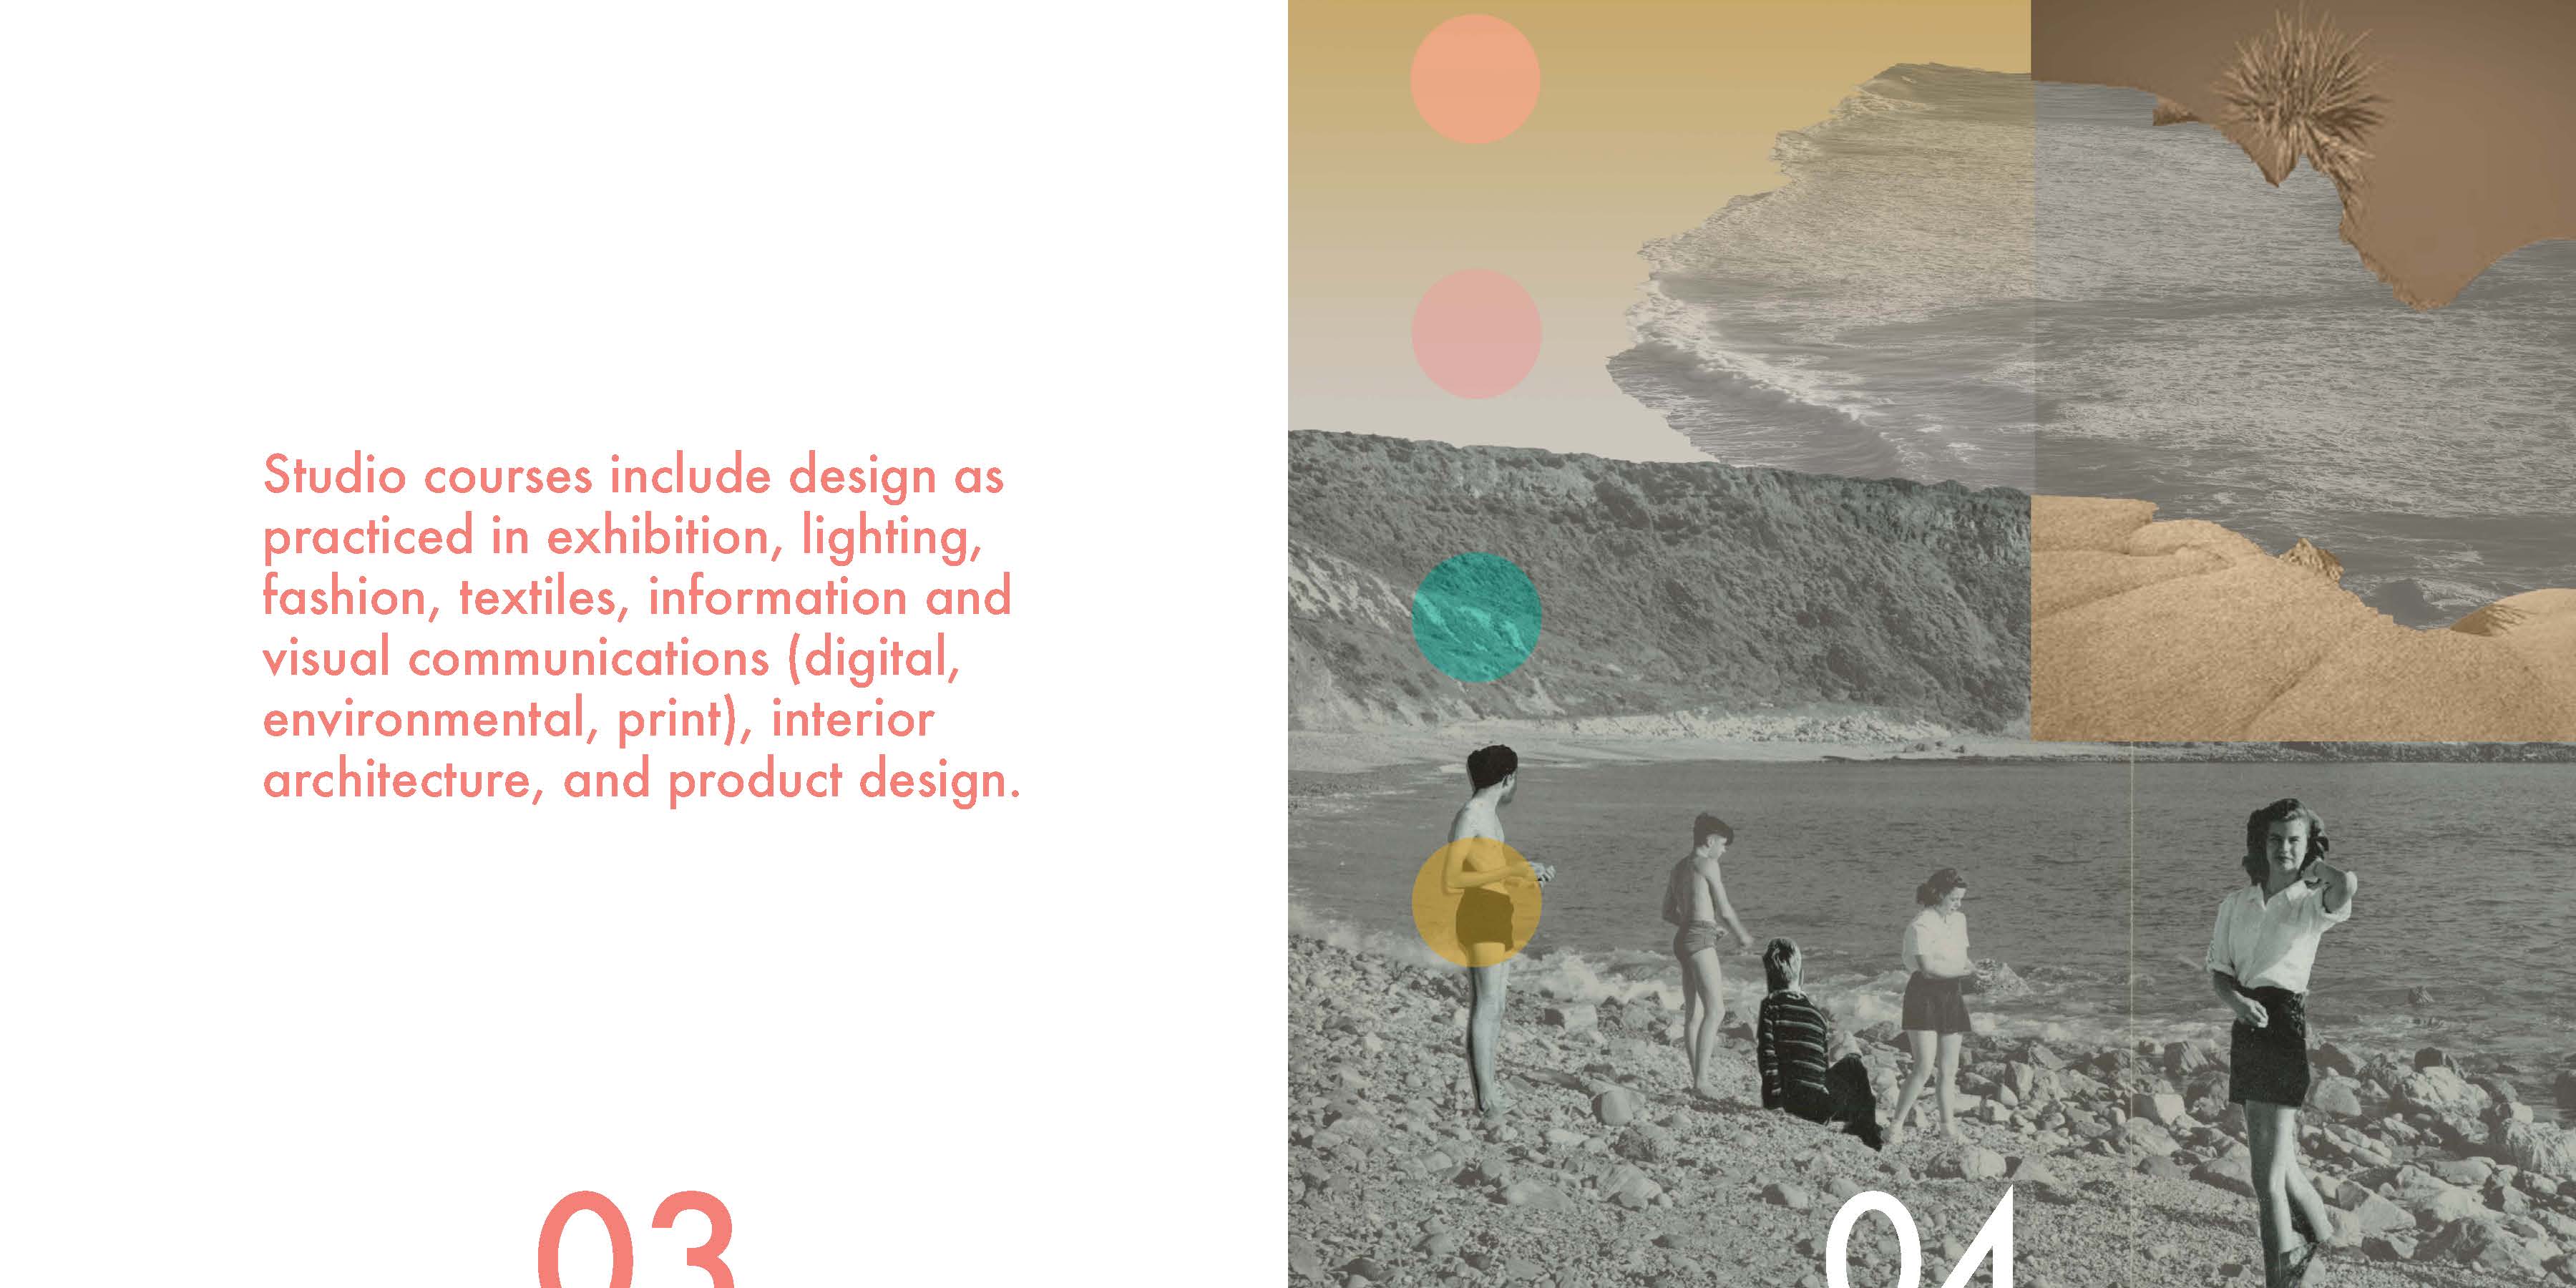 Studio courses include design as
practiced in exhibition, lighting,
fashion, textiles, information and
visual communications (digital,
environmental, print), interior
architecture, and product design.
03
04